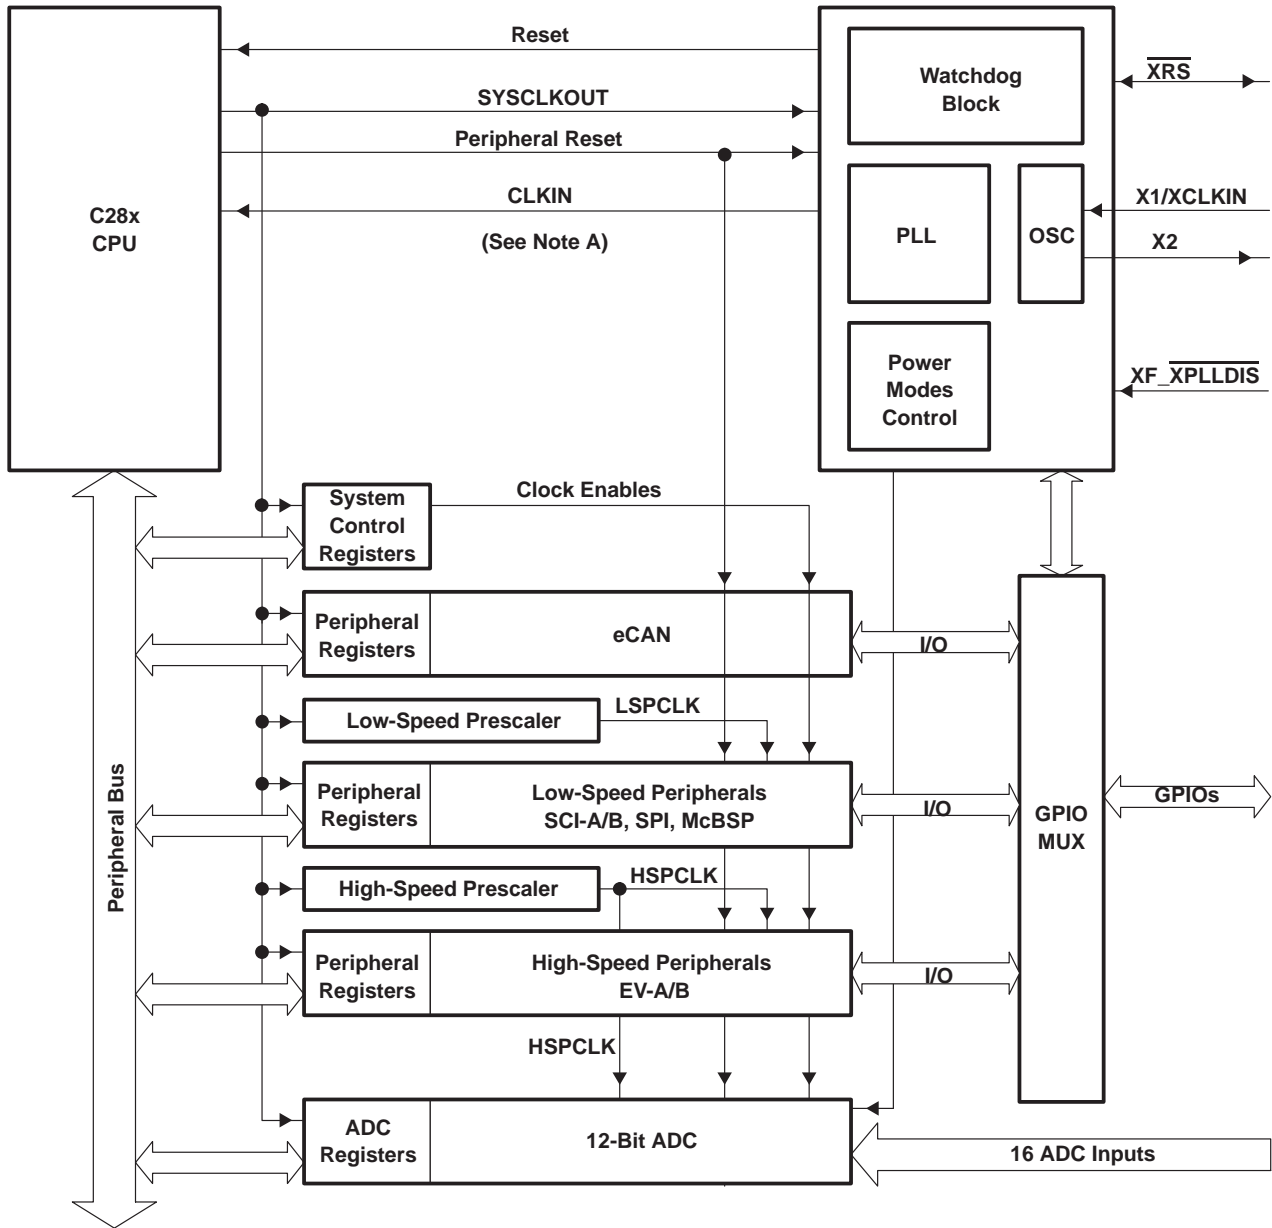 Reset
SYSCLKOUT
Peripheral Reset
CLKIN
(See Note A)
C28x
CPU
Watchdog
Block
PLL
OSC
Power
Modes
Control
XRS
X1/XCLKIN
X2
XF_XPLLDIS
System
Control
Registers
Clock Enables
Peripheral
Registers
eCAN
I/O
Low-Speed Prescaler
LSPCLK
Peripheral
Registers
Low-Speed Peripherals
SCI-A/B, SPI, McBSP
I/O
High-Speed Prescaler
HSPCLK
Peripheral
Registers
High-Speed Peripherals
EV-A/B
I/O
HSPCLK
ADC
Registers
12-Bit ADC
16 ADC Inputs
GPIO
MUX
GPIOs
Peripheral Bus